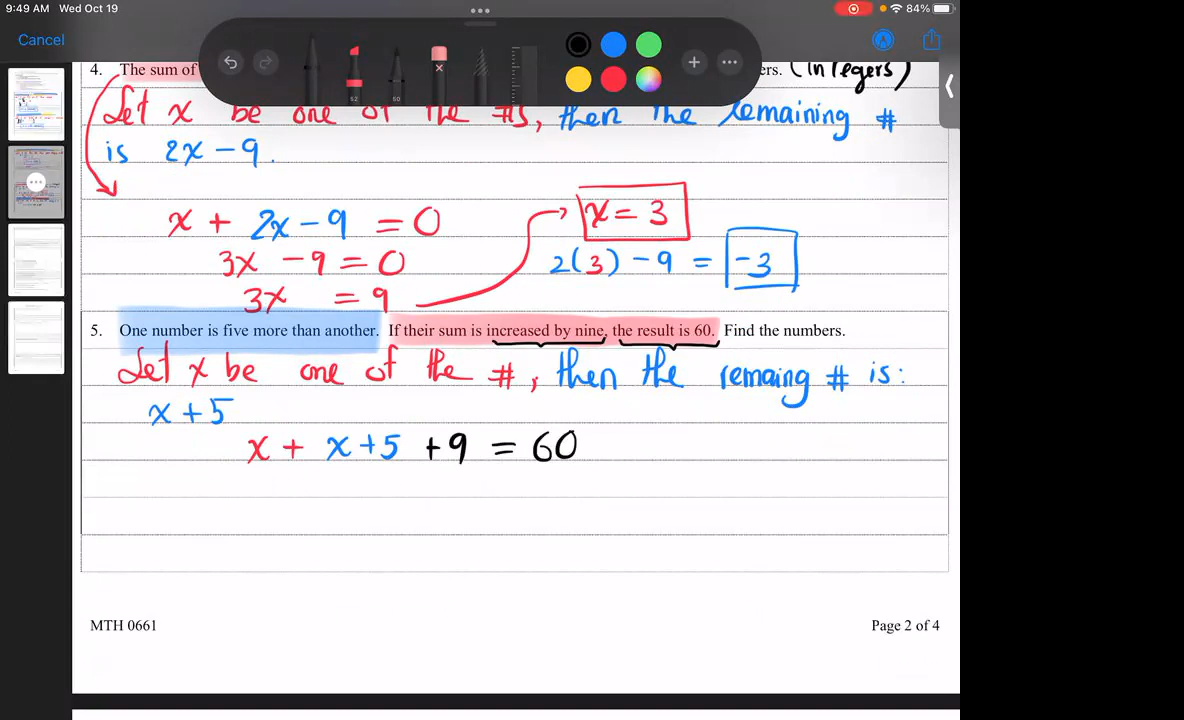 9:49 AM Wed Oct 19
84%
Cancel
52
80
4. The sum of
ers. (integers)
Let x be one of the #s, then the remaining #
is 2x - 9.
x + 2x - 9 = 0
x = 3
3x - 9 = 0
2(3) - 9 = -3
3x = 9
5. One number is five more than another. If their sum is increased by nine, the result is 60. Find the numbers.
Let x be one of the #, then the remaing # is:
x + 5
x + x + 5 + 9 = 60
MTH 0661
Page 2 of 4